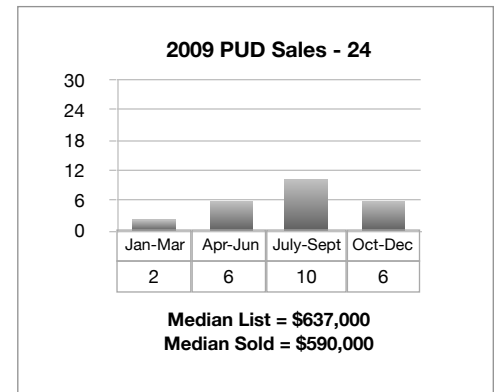 2009 PUD Sales - 24
30
24
18
12
6
0
Jan-Mar Apr-Jun July-Sept Oct-Dec
2 6 10 6
Median List = $637,000
Median Sold = $590,000